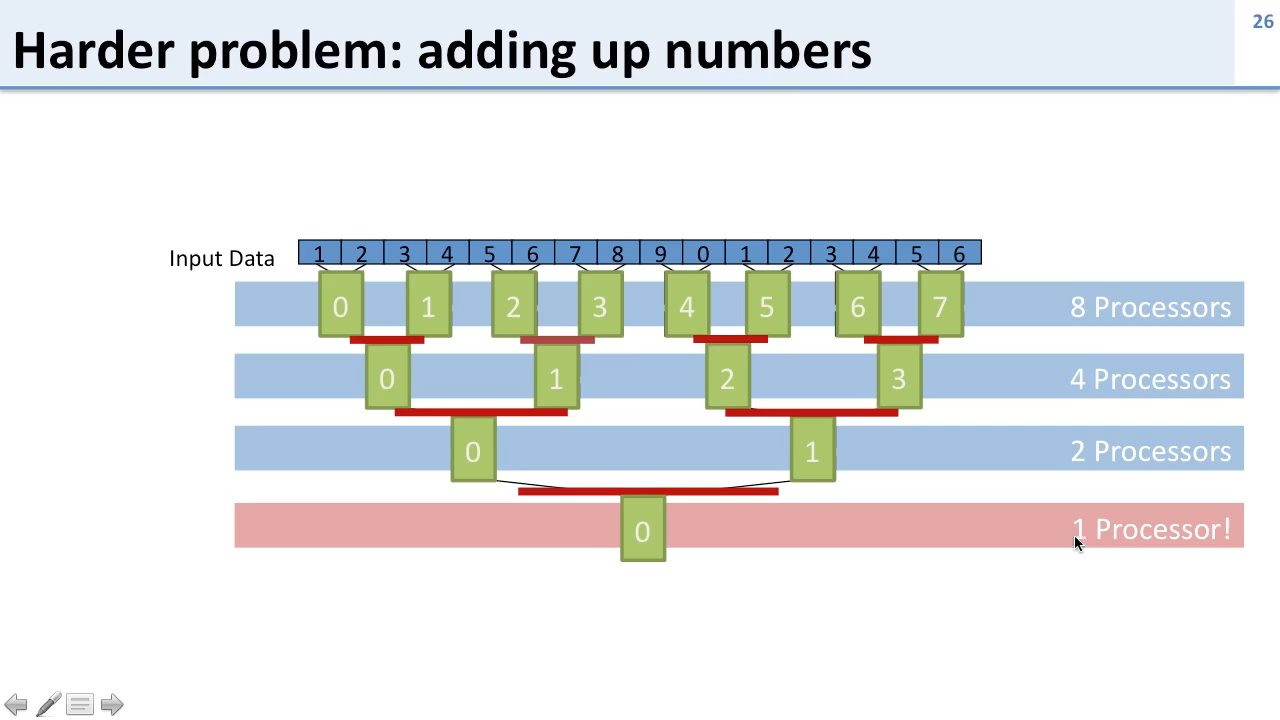 26
Harder problem: adding up numbers
Input Data 1 2 3 4 5 6 7 8 9 0 1 2 3 4 5 6
0 1 2 3 4 5 6 7 8 Processors
0 1 2 3 4 Processors
0 1 2 Processors
0 1 Processor!